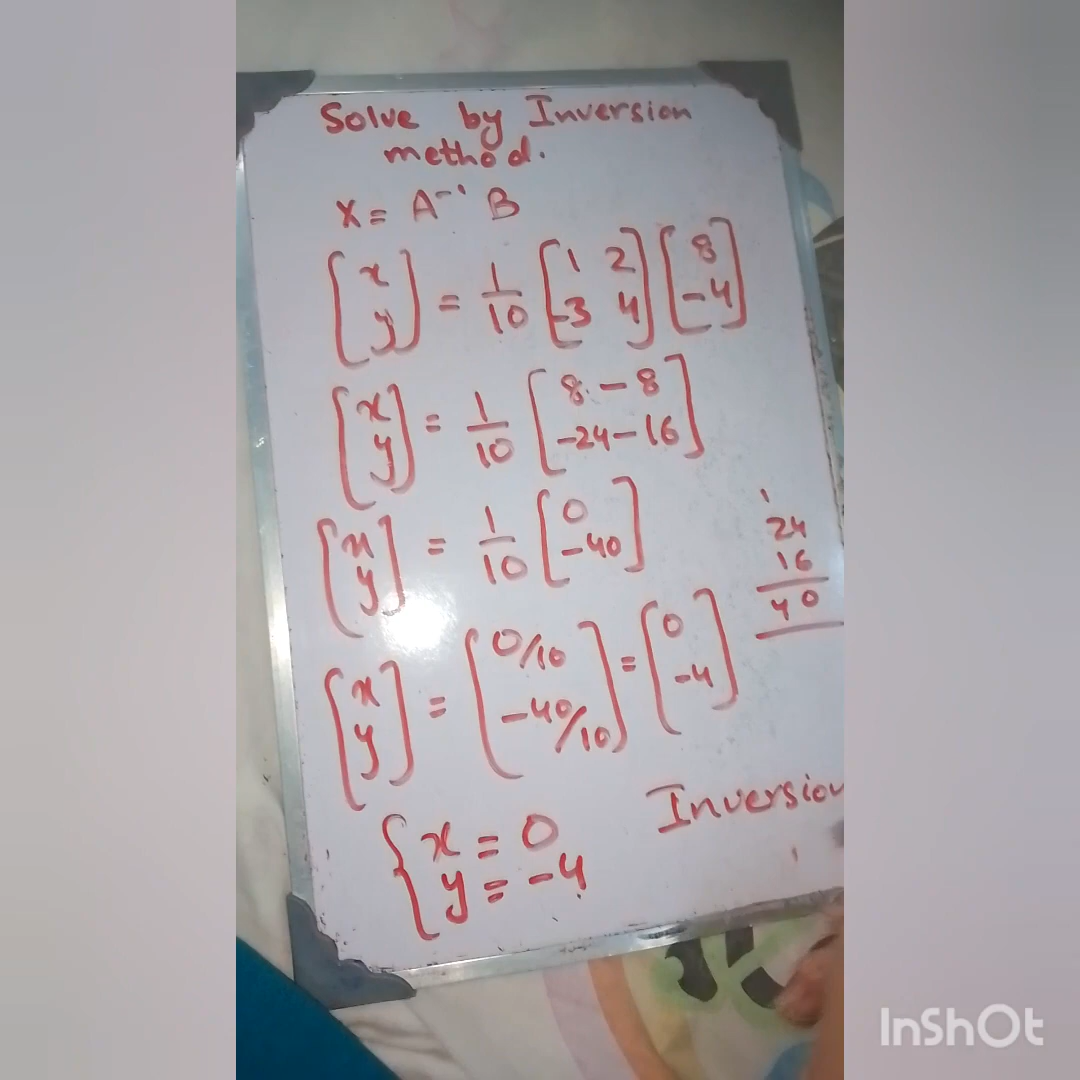 Solve by Inversion
method.
X = A⁻¹ B
[x y] = 1/10 [1 2 -3 4] [8 -4]
[x y] = 1/10 [8 - 8 -24 - 16]
[x y] = 1/10 [0 -40]
24
16
40
[x y] = [0/10 -40/10] = [0 -4]
Inversion
{x = 0
y = -4
InShOt